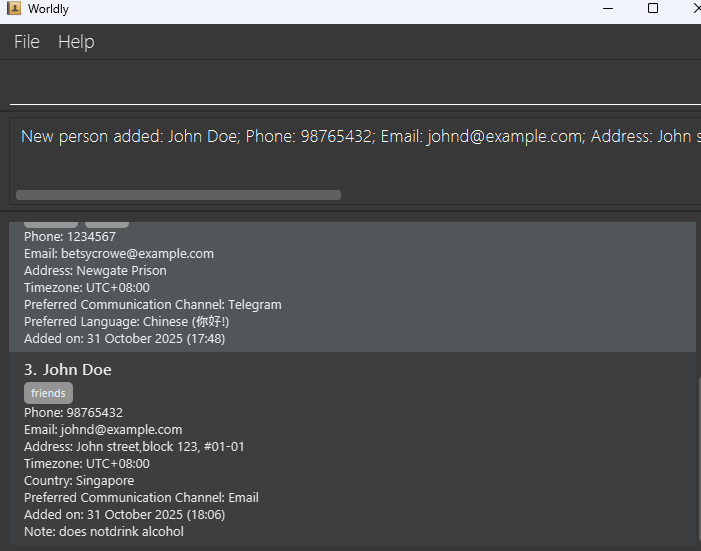 Worldly
File Help
New person added: John Doe; Phone: 98765432; Email: johnd@example.com; Address: John s
Phone: 1234567
Email: betsycrowe@example.com
Address: Newgate Prison
Timezone: UTC+08:00
Preferred Communication Channel: Telegram
Preferred Language: Chinese (你好!)
Added on: 31 October 2025 (17:48)
3. John Doe
friends
Phone: 98765432
Email: johnd@example.com
Address: John street,block 123, #01-01
Timezone: UTC+08:00
Country: Singapore
Preferred Communication Channel: Email
Added on: 31 October 2025 (18:06)
Note: does notdrink alcohol